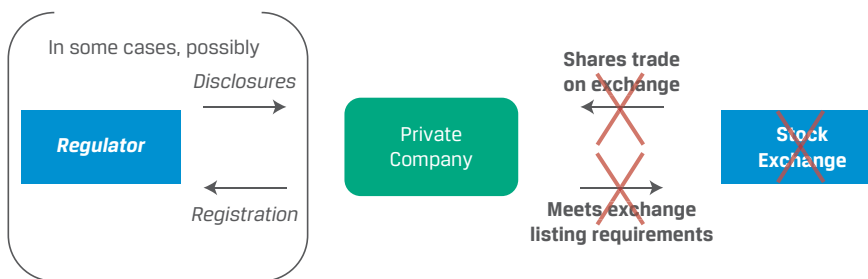 In some cases, possibly
Disclosures
Regulator
Registration
Private
Company
Shares trade
on exchange
Meets exchange
listing requirements
Stock
Exchange